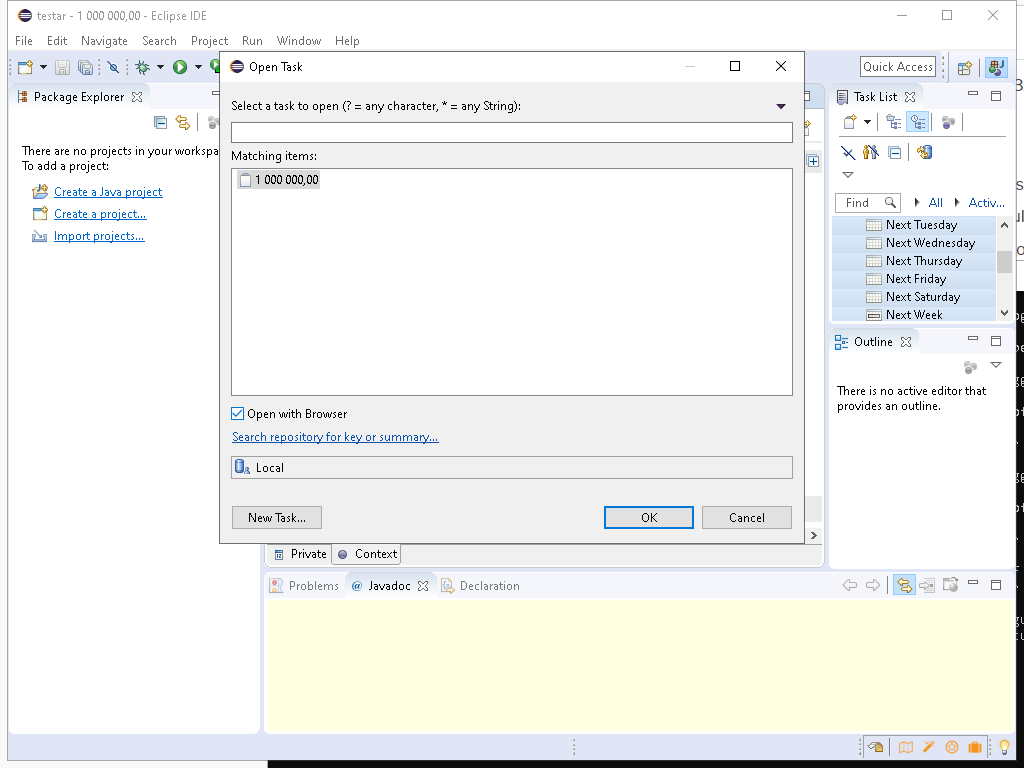 testar - 1 000 000,00 - Eclipse IDE
File Edit Navigate Search Project Run Window Help
Quick Access
Package Explorer
There are no projects in your workspa
To add a project:
Create a Java project
Create a project...
Import projects...
Open Task
Select a task to open (? = any character, * = any String):
Matching items:
1 000 000,00
Open with Browser
Search repository for key or summary...
Local
New Task...
OK
Cancel
Private
Context
Task List
Find
All
Activ...
Next Tuesday
Next Wednesday
Next Thursday
Next Friday
Next Saturday
Next Week
Outline
There is no active editor that
provides an outline.
Problems
@ Javadoc
Declaration